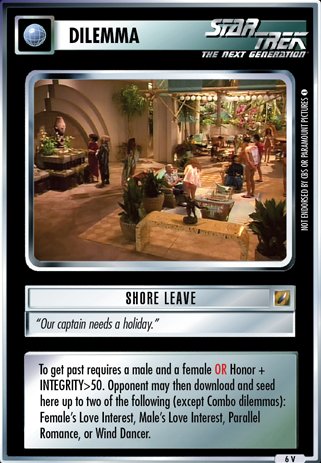 DILEMMA
STAR TREK
THE NEXT GENERATION®
NOT ENDORSED BY CBS OR PARAMOUNT PICTURES
SHORE LEAVE
"Our captain needs a holiday."
To get past requires a male and a female OR Honor +
INTEGRITY>50. Opponent may then download and seed
here up to two of the following (except Combo dilemmas):
Female's Love Interest, Male's Love Interest, Parallel
Romance, or Wind Dancer.
6 V